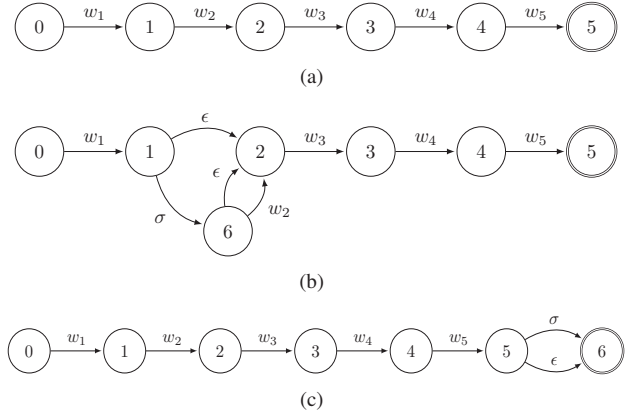 w₁ w₂ w₃ w₄ w₅
0 1 2 3 4 5
(a)
ϵ
w₁ w₃ w₄ w₅
0 1 2 3 4 5
ϵ
σ w₂
6
(b)
σ
w₁ w₂ w₃ w₄ w₅
0 1 2 3 4 5 6
ϵ
(c)